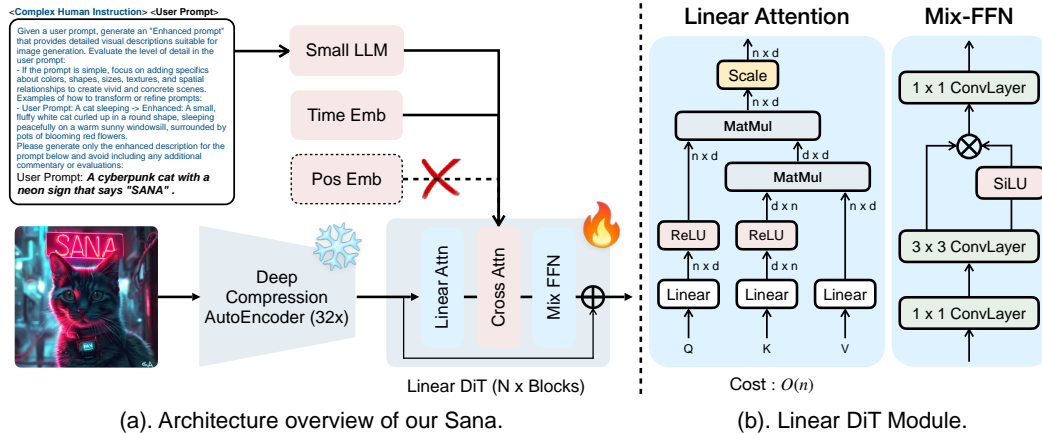 <Complex Human Instruction> <User Prompt>
Given a user prompt, generate an "Enhanced prompt"
that provides detailed visual descriptions suitable for
image generation. Evaluate the level of detail in the
user prompt:
- If the prompt is simple, focus on adding specifics
about colors, shapes, sizes, textures, and spatial
relationships to create vivid and concrete scenes.
Examples of how to transform or refine prompts:
- User Prompt: A cat sleeping -> Enhanced: A small,
fluffy white cat curled up in a round shape, sleeping
peacefully on a warm sunny windowsill, surrounded by
pots of blooming red flowers.
Please generate only the enhanced description for the
prompt below and avoid including any additional
commentary or evaluations:
User Prompt: A cyberpunk cat with a
neon sign that says "SANA" .
Small LLM
Time Emb
Pos Emb
SANA
Deep
Compression
AutoEncoder (32x)
Linear Attn
Cross Attn
Mix FFN
Linear DiT (N x Blocks)
(a). Architecture overview of our Sana.
Linear Attention
n x d
Scale
n x d
MatMul
n x d
d x d
MatMul
d x n
n x d
ReLU
ReLU
n x d
d x n
Linear
Linear
Linear
Q
K
V
Cost : O(n)
Mix-FFN
1 x 1 ConvLayer
SiLU
3 x 3 ConvLayer
1 x 1 ConvLayer
(b). Linear DiT Module.